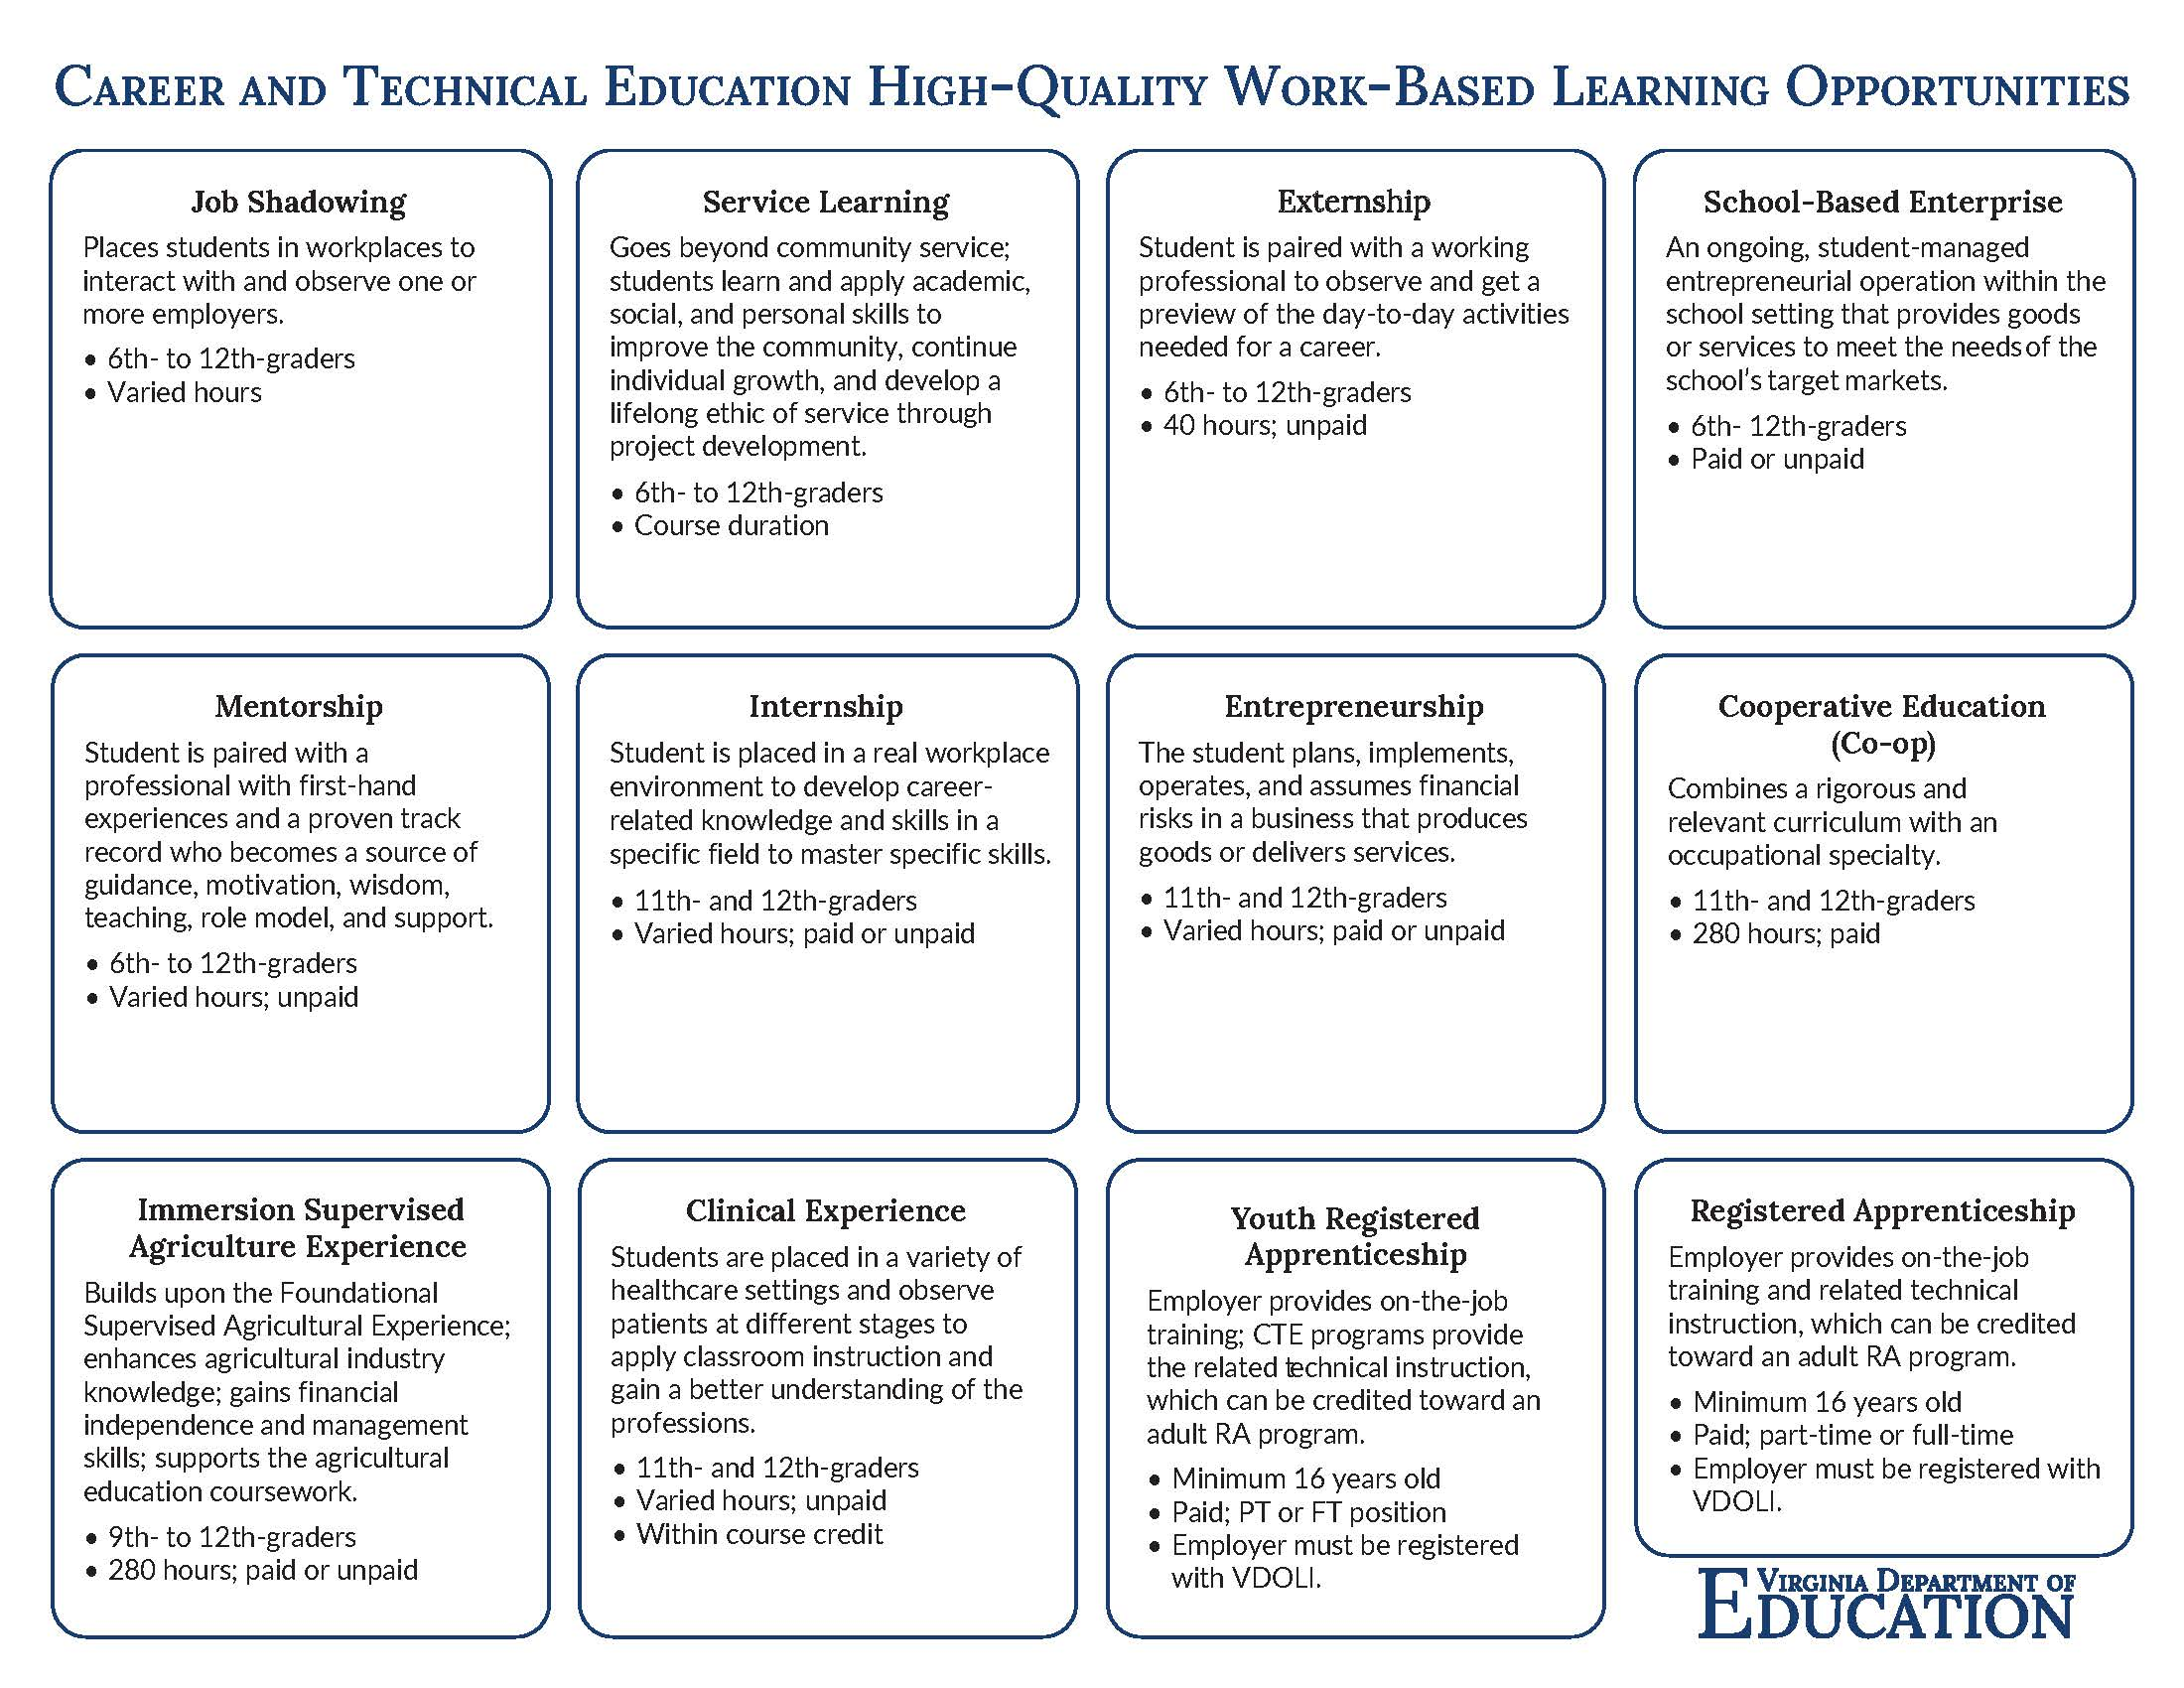 Career and Technical Education High-Quality Work-Based Learning Opportunities
Job Shadowing
Places students in workplaces to
interact with and observe one or
more employers.
• 6th- to 12th-graders
• Varied hours
Service Learning
Goes beyond community service;
students learn and apply academic,
social, and personal skills to
improve the community, continue
individual growth, and develop a
lifelong ethic of service through
project development.
• 6th- to 12th-graders
• Course duration
Externship
Student is paired with a working
professional to observe and get a
preview of the day-to-day activities
needed for a career.
• 6th- to 12th-graders
• 40 hours; unpaid
School-Based Enterprise
An ongoing, student-managed
entrepreneurial operation within the
school setting that provides goods
or services to meet the needs of the
school's target markets.
• 6th- 12th-graders
• Paid or unpaid
Mentorship
Student is paired with a
professional with first-hand
experiences and a proven track
record who becomes a source of
guidance, motivation, wisdom,
teaching, role model, and support.
• 6th- to 12th-graders
• Varied hours; unpaid
Internship
Student is placed in a real workplace
environment to develop career-
related knowledge and skills in a
specific field to master specific skills.
• 11th- and 12th-graders
• Varied hours; paid or unpaid
Entrepreneurship
The student plans, implements,
operates, and assumes financial
risks in a business that produces
goods or delivers services.
• 11th- and 12th-graders
• Varied hours; paid or unpaid
Cooperative Education
(Co-op)
Combines a rigorous and
relevant curriculum with an
occupational specialty.
• 11th- and 12th-graders
• 280 hours; paid
Immersion Supervised
Agriculture Experience
Builds upon the Foundational
Supervised Agricultural Experience;
enhances agricultural industry
knowledge; gains financial
independence and management
skills; supports the agricultural
education coursework.
• 9th- to 12th-graders
• 280 hours; paid or unpaid
Clinical Experience
Students are placed in a variety of
healthcare settings and observe
patients at different stages to
apply classroom instruction and
gain a better understanding of the
professions.
• 11th- and 12th-graders
• Varied hours; unpaid
• Within course credit
Youth Registered
Apprenticeship
Employer provides on-the-job
training; CTE programs provide
the related technical instruction,
which can be credited toward an
adult RA program.
• Minimum 16 years old
• Paid; PT or FT position
• Employer must be registered
with VDOLI.
Registered Apprenticeship
Employer provides on-the-job
training and related technical
instruction, which can be credited
toward an adult RA program.
• Minimum 16 years old
• Paid; part-time or full-time
• Employer must be registered with
VDOLI.
Virginia Department of
Education